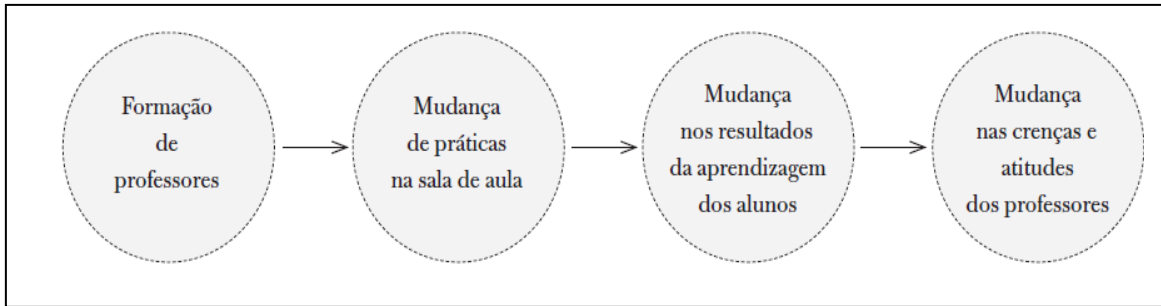 Formação
de
professores
Mudança
de práticas
na sala de aula
Mudança
nos resultados
da aprendizagem
dos alunos
Mudança
nas crenças e
atitudes
dos professores